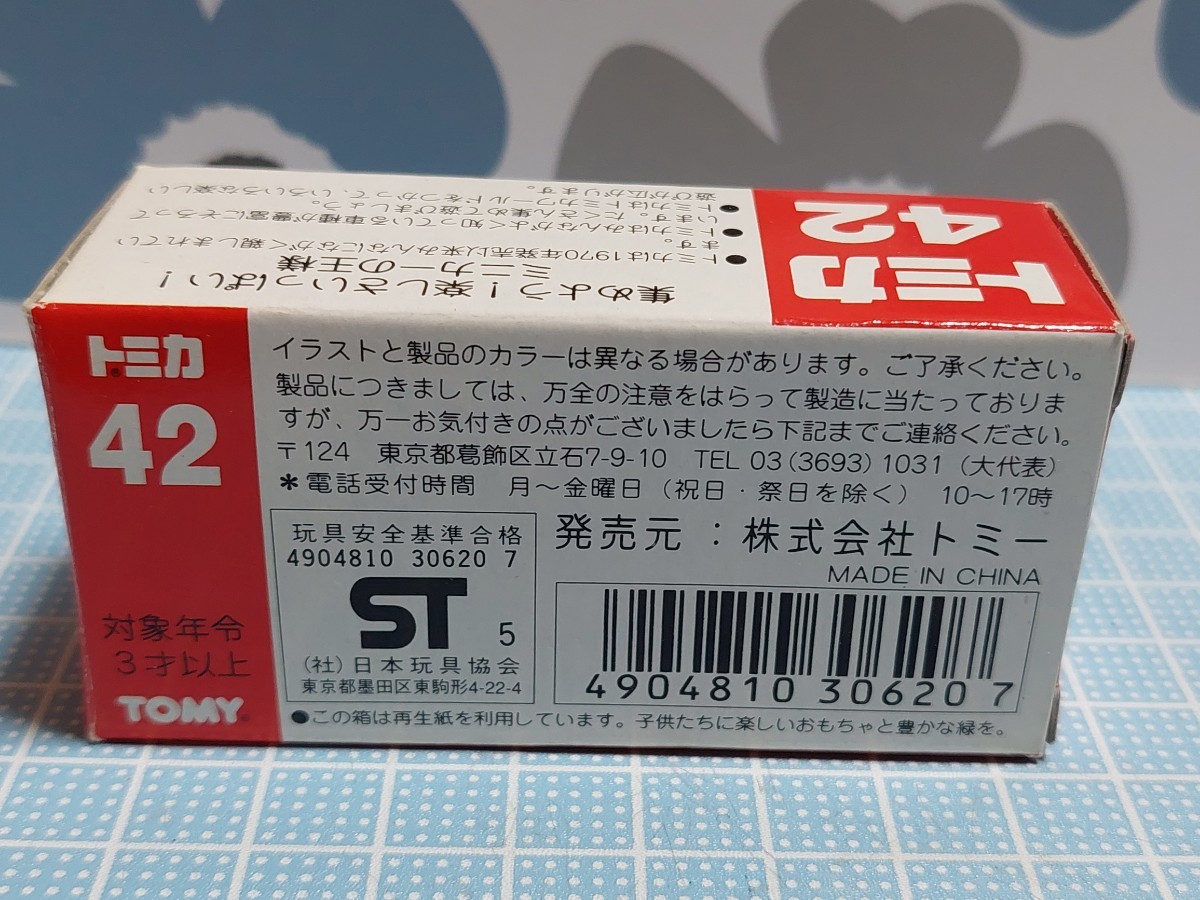 トミカ
42
集めよう!楽しさいっぱい!
ミニカーの王様
●トミカは1970年発売以来みんなになが〜く親しまれてい
ます。
●トミカはみんながよく知っている車種が豊富にそろって
います。たくさん集めて遊びましょう。
●トミカはトミカワールドをつかって、いろいろな楽しい
遊びが広がります。
トミカ
42
対象年令
3才以上
TOMY
イラストと製品のカラーは異なる場合があります。ご了承ください。
製品につきましては、万全の注意をはらって製造に当たっておりま
すが、万一お気付きの点がございましたら下記までご連絡ください。
〒124 東京都葛飾区立石7-9-10 TEL 03(3693)1031(大代表)
*電話受付時間 月〜金曜日(祝日・祭日を除く) 10〜17時
玩具安全基準合格
4904810 30620 7
ST 5
(社)日本玩具協会
東京都墨田区東駒形4-22-4
発売元:株式会社トミー
MADE IN CHINA
4904810 306207
●この箱は再生紙を利用しています。子供たちに楽しいおもちゃと豊かな緑を。